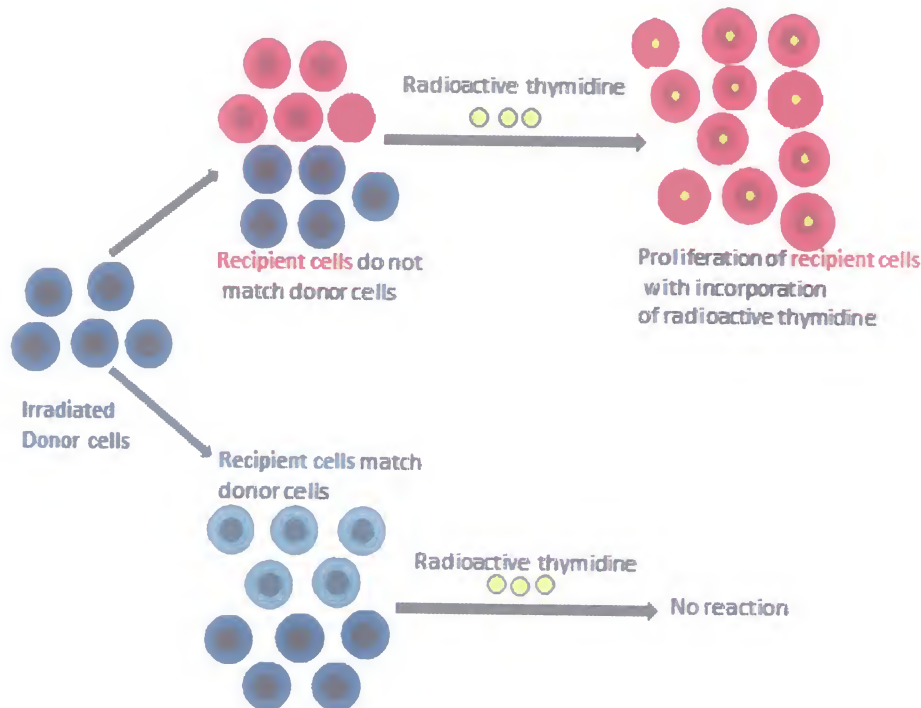 Radioactive thymidine
Recipient cells do not
match donor cells
Proliferation of recipient cells
with incorporation
of radioactive thymidine
Irradiated
Donor cells
Recipient cells match
donor cells
Radioactive thymidine
No reaction